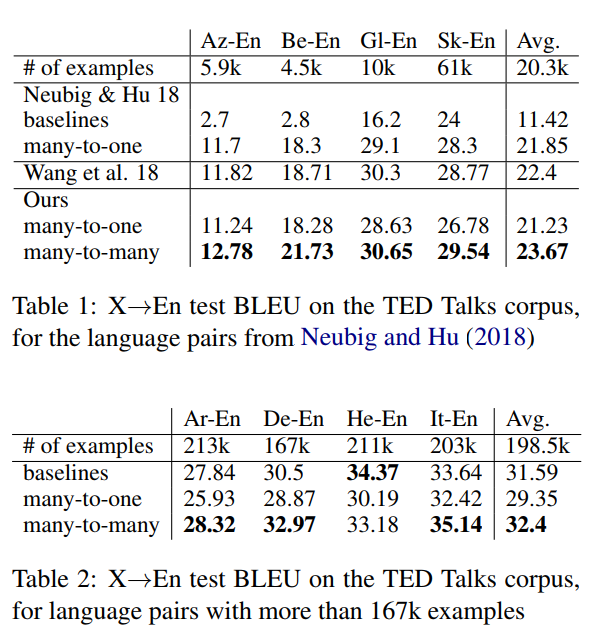 Az-En Be-En Gl-En Sk-En Avg.
# of examples 5.9k 4.5k 10k 61k 20.3k
Neubig & Hu 18
baselines 2.7 2.8 16.2 24 11.42
many-to-one 11.7 18.3 29.1 28.3 21.85
Wang et al. 18 11.82 18.71 30.3 28.77 22.4
Ours
many-to-one 11.24 18.28 28.63 26.78 21.23
many-to-many 12.78 21.73 30.65 29.54 23.67
Table 1: X→En test BLEU on the TED Talks corpus,
for the language pairs from Neubig and Hu (2018)
Ar-En De-En He-En It-En Avg.
# of examples 213k 167k 211k 203k 198.5k
baselines 27.84 30.5 34.37 33.64 31.59
many-to-one 25.93 28.87 30.19 32.42 29.35
many-to-many 28.32 32.97 33.18 35.14 32.4
Table 2: X→En test BLEU on the TED Talks corpus,
for language pairs with more than 167k examples